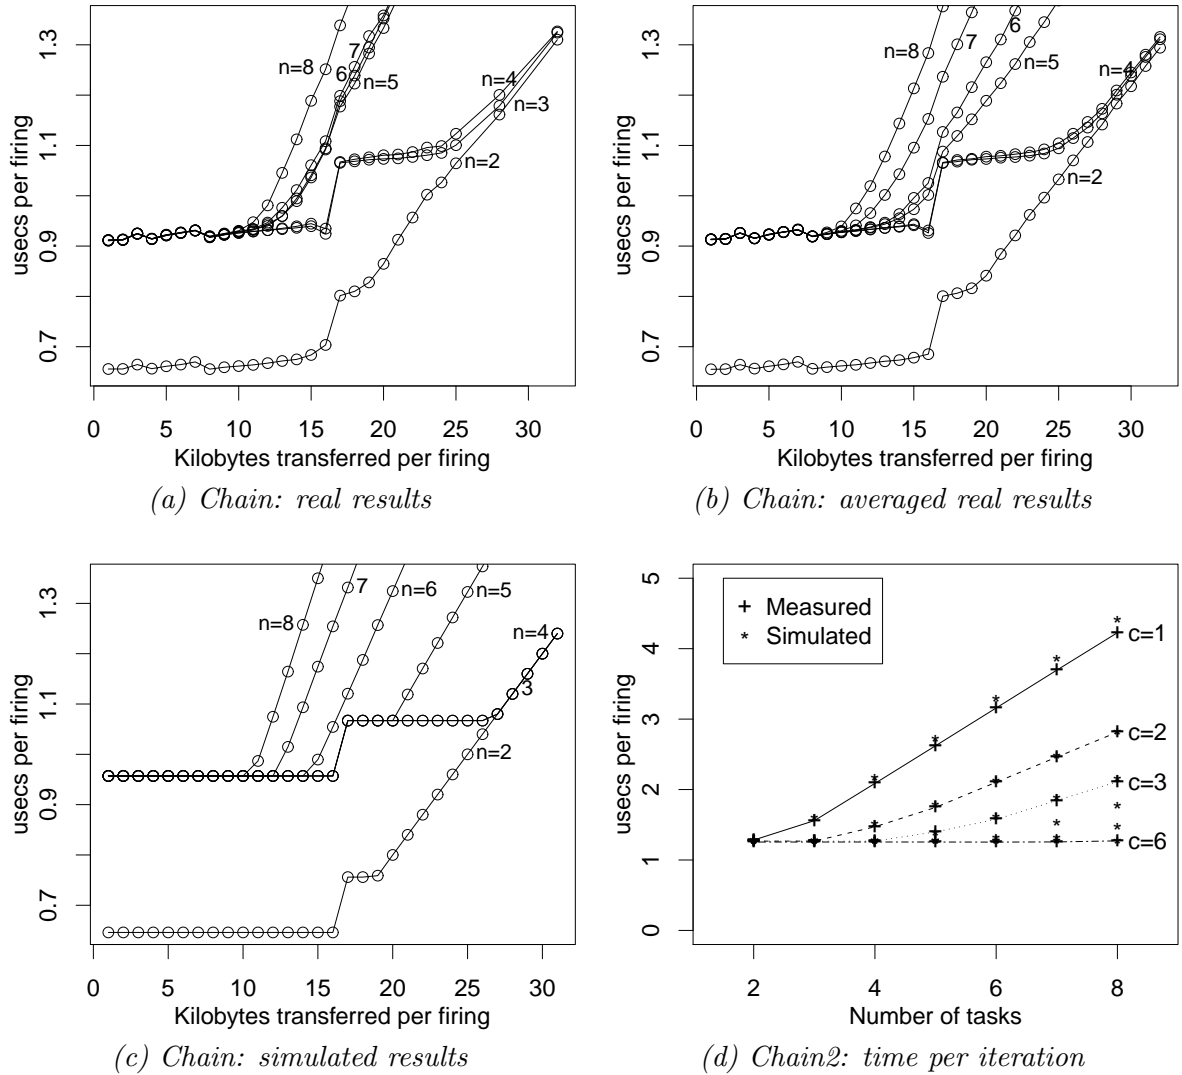 usecs per firing
1.3
1.1
0.9
0.7
n=8
7
6
n=5
n=4
n=3
n=2
0 5 10 15 20 25 30
Kilobytes transferred per firing
(a) Chain: real results
usecs per firing
1.3
1.1
0.9
0.7
n=8
7
6
n=5
n=4
n=2
0 5 10 15 20 25 30
Kilobytes transferred per firing
(b) Chain: averaged real results
usecs per firing
1.3
1.1
0.9
0.7
n=8
7
n=6
n=5
n=4
3
n=2
0 5 10 15 20 25 30
Kilobytes transferred per firing
(c) Chain: simulated results
usecs per firing
5
4
3
2
1
0
+ Measured
* Simulated
c=1
c=2
c=3
c=6
2 4 6 8
Number of tasks
(d) Chain2: time per iteration